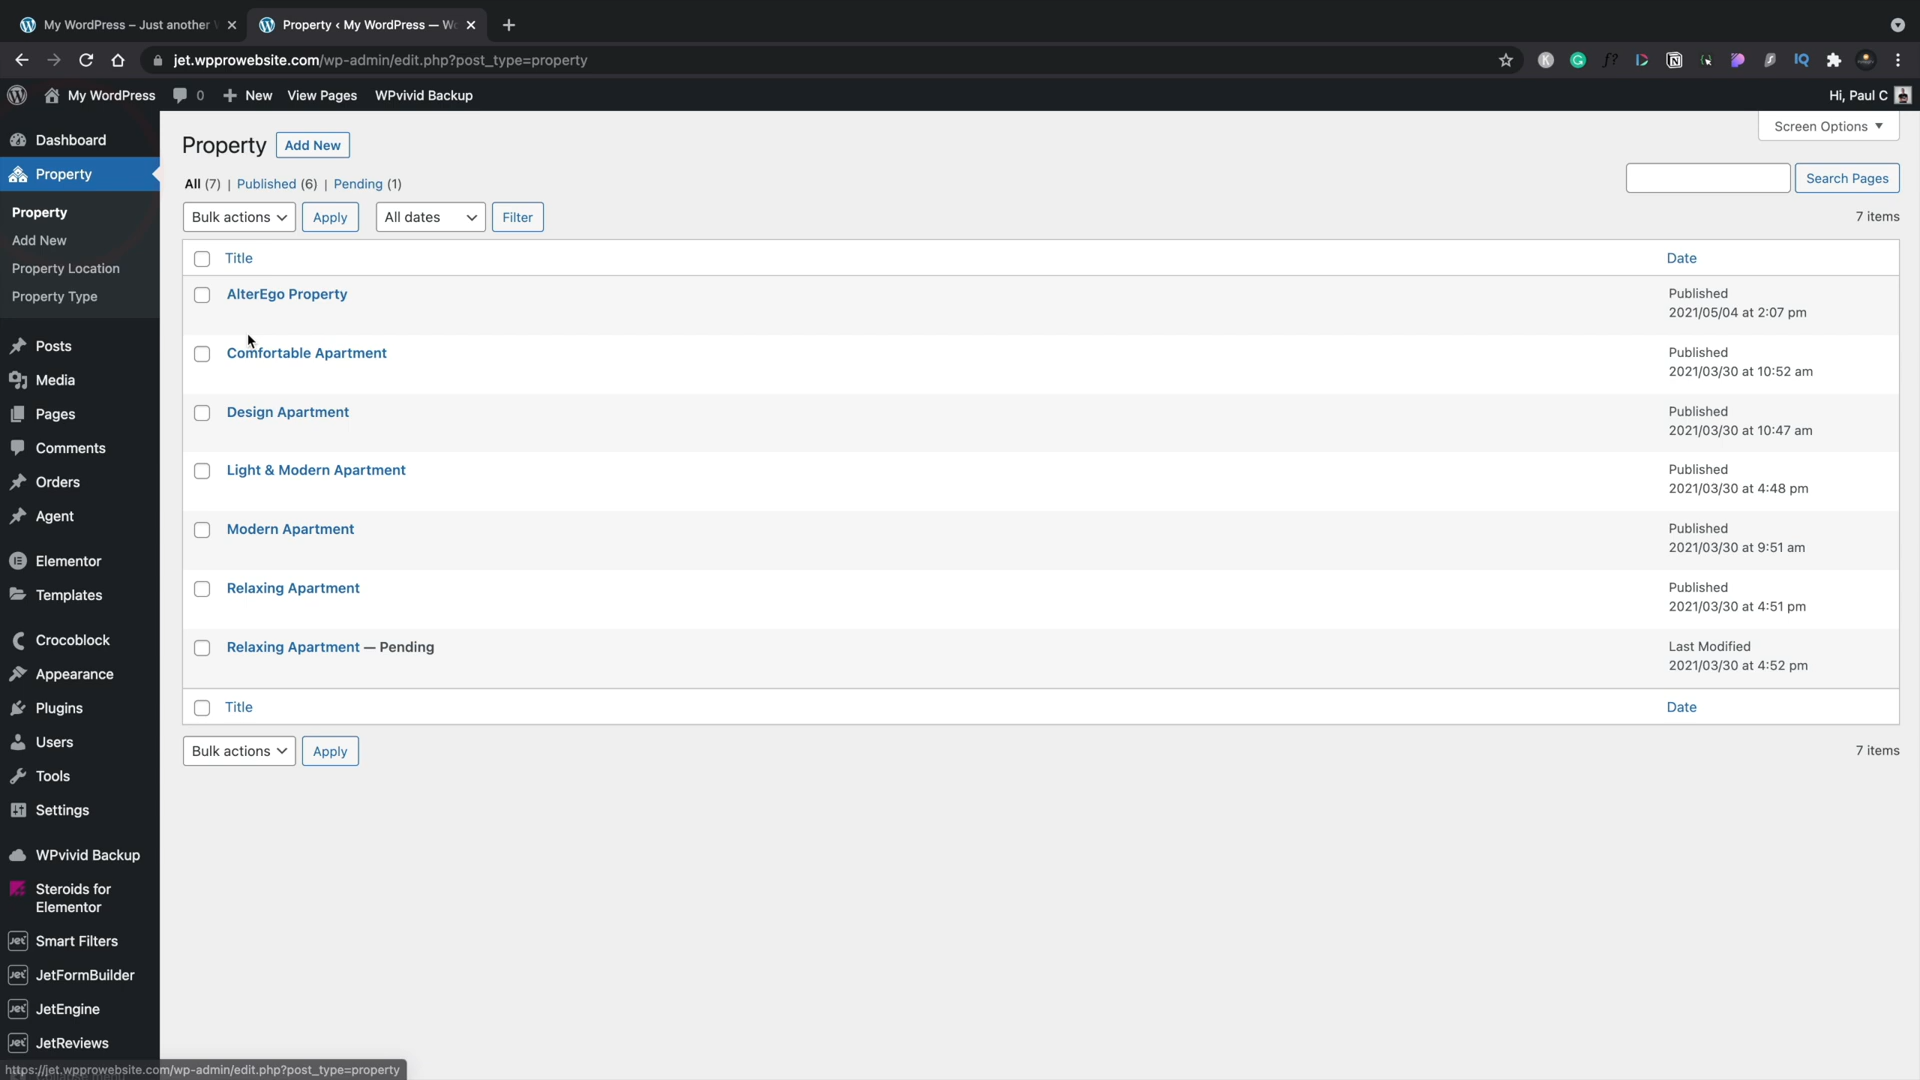 My WordPress – Just another
Property ‹ My WordPress — W
jet.wpprowebsite.com/wp-admin/edit.php?post_type=property
My WordPress 0 New View Pages WPvivid Backup
Hi, Paul C
Screen Options
Dashboard
Property
Property
Add New
Property Location
Property Type
Posts
Media
Pages
Comments
Orders
Agent
Elementor
Templates
Crocoblock
Appearance
Plugins
Users
Tools
Settings
WPvivid Backup
Steroids for
Elementor
Smart Filters
JetFormBuilder
JetEngine
JetReviews
Property Add New
All (7) | Published (6) | Pending (1)
Search Pages
Bulk actions Apply All dates Filter
7 items
Title Date
AlterEgo Property
Published
2021/05/04 at 2:07 pm
Comfortable Apartment
Published
2021/03/30 at 10:52 am
Design Apartment
Published
2021/03/30 at 10:47 am
Light & Modern Apartment
Published
2021/03/30 at 4:48 pm
Modern Apartment
Published
2021/03/30 at 9:51 am
Relaxing Apartment
Published
2021/03/30 at 4:51 pm
Relaxing Apartment — Pending
Last Modified
2021/03/30 at 4:52 pm
Title Date
Bulk actions Apply
7 items
https://jet.wpprowebsite.com/wp-admin/edit.php?post_type=property